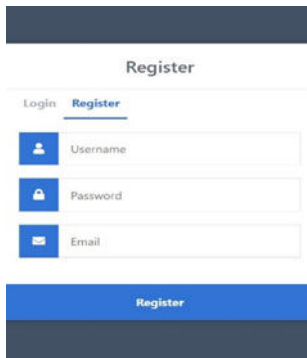 Register
Login Register
Username
Password
Email
Register